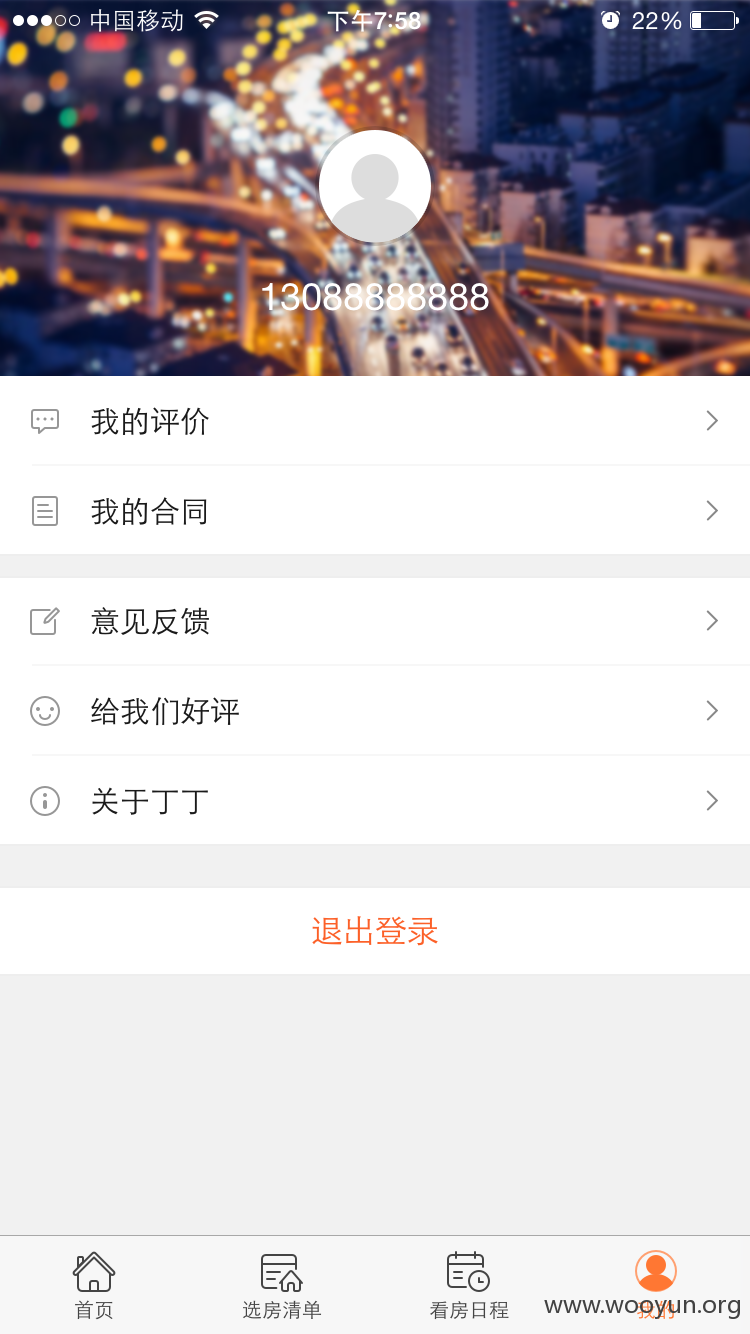 中国移动 下午7:58 22%
13088888888
我的评价
我的合同
意见反馈
给我们好评
关于丁丁
退出登录
首页 选房清单 看房日程 我的
www.wooyun.org